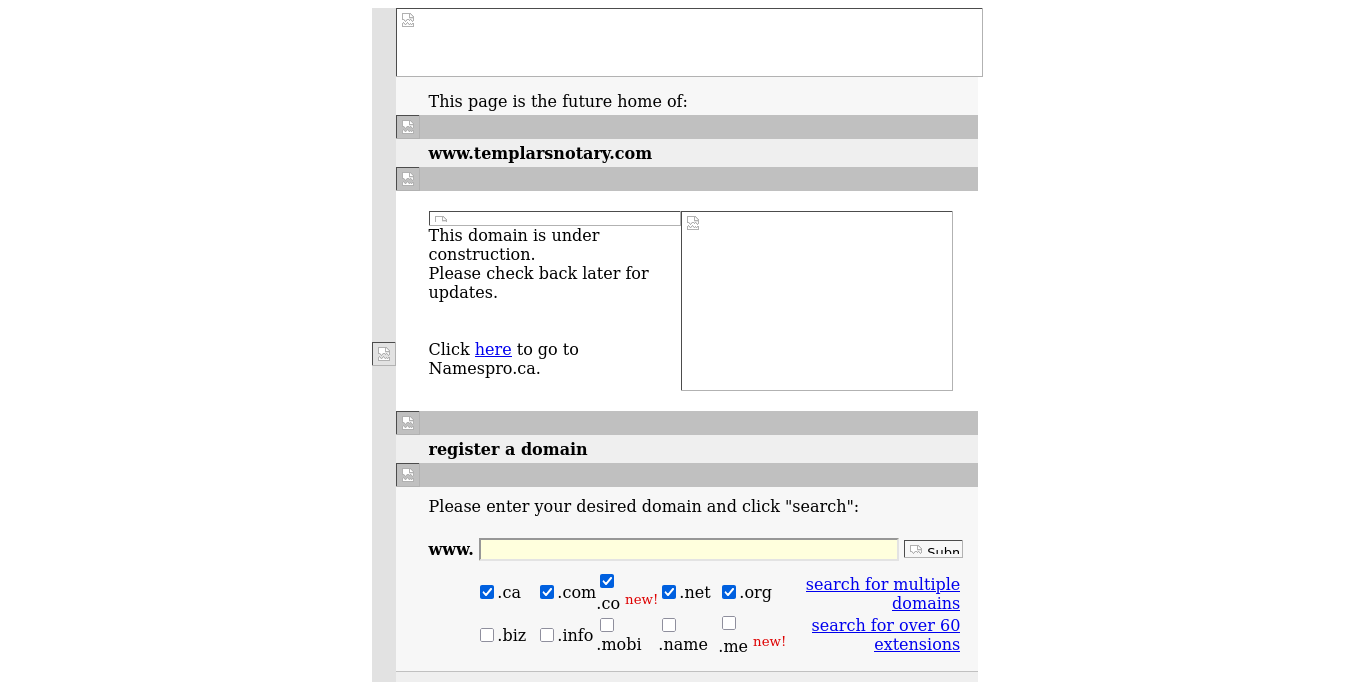 This page is the future home of:
www.templarsnotary.com
This domain is under
construction.
Please check back later for
updates.
Click here to go to
Namespro.ca.
register a domain
Please enter your desired domain and click "search":
www.
.ca .com .co new! .net .org search for multiple domains
.biz .info .mobi .name .me new! search for over 60 extensions